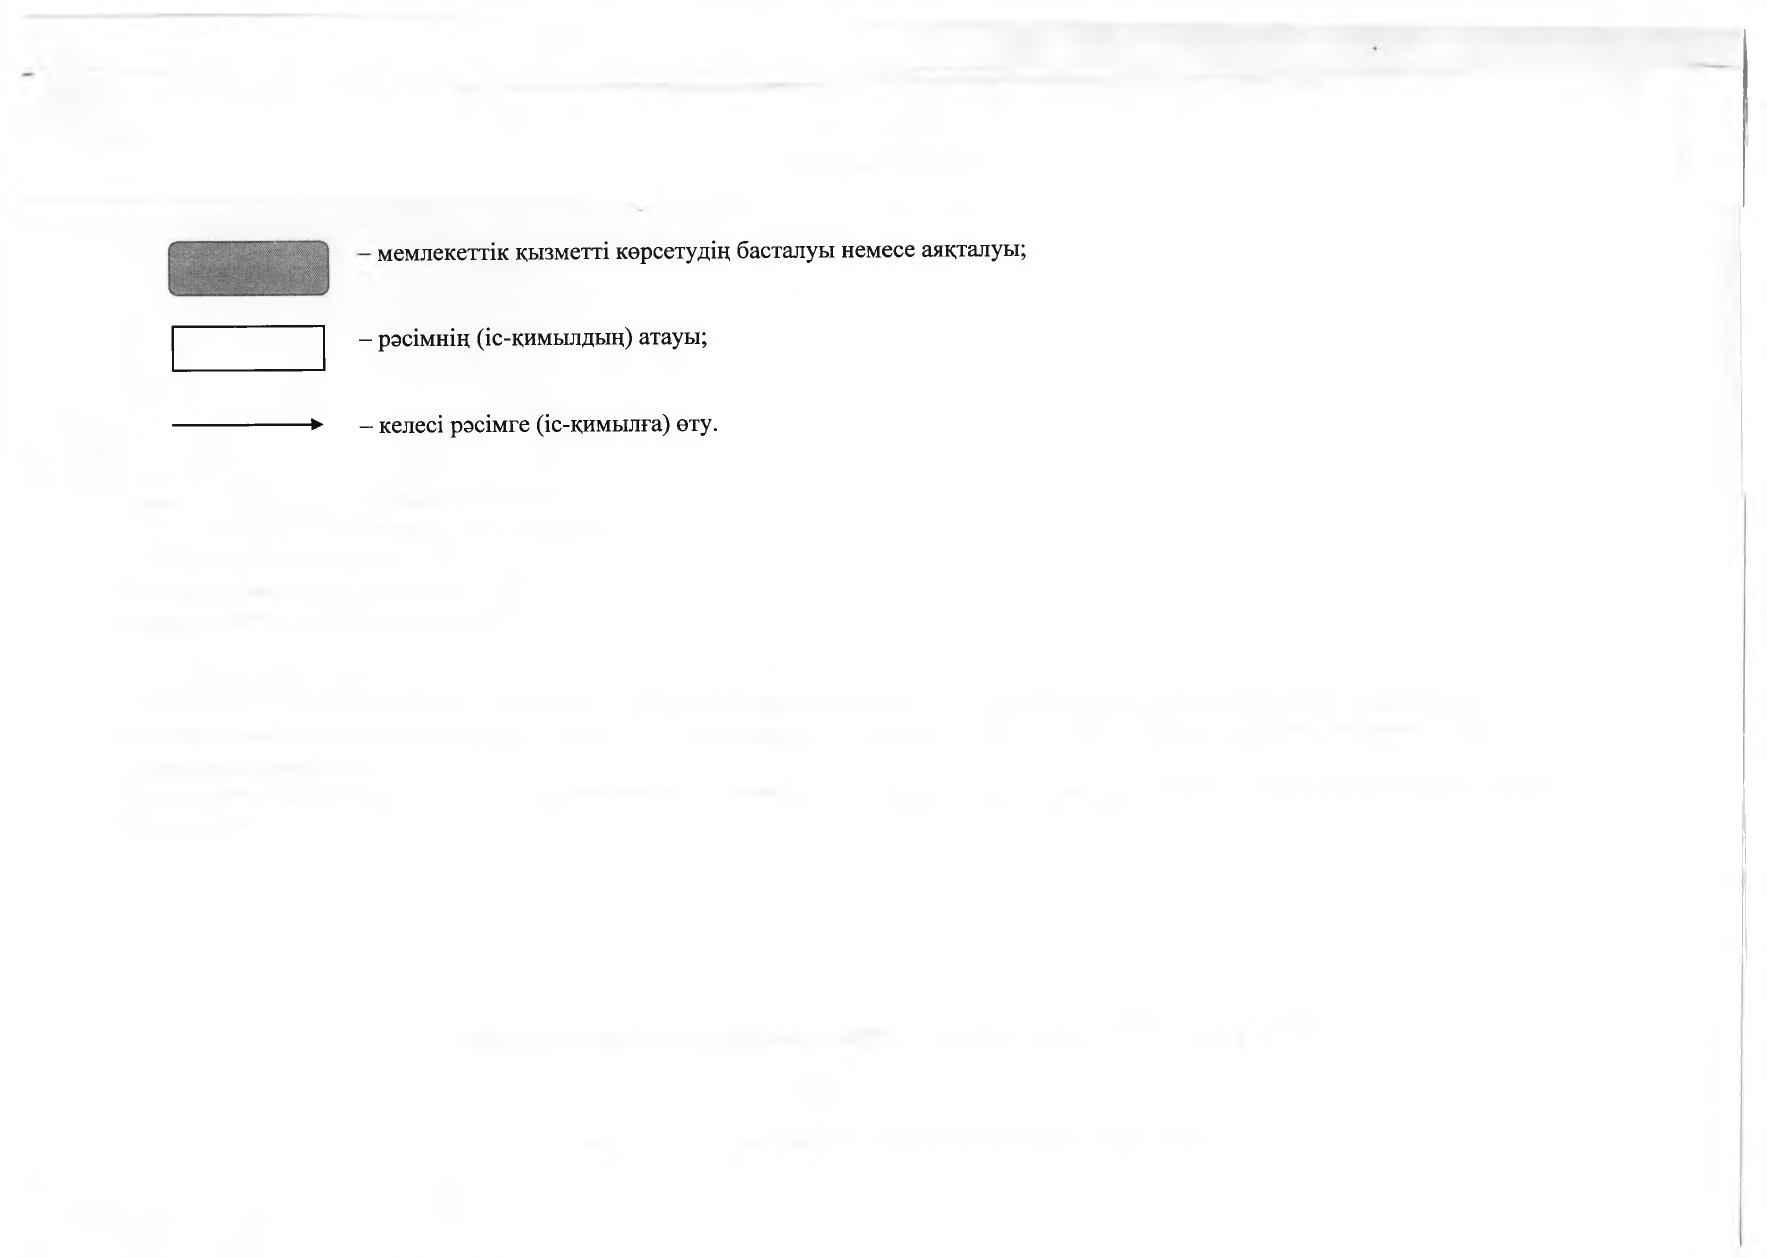 – мемлекеттік қызметті көрсетудің басталуы немесе аяқталуы;
– рәсімнің (іс-қимылдың) атауы;
– келесі рәсімге (іс-қимылға) өту.